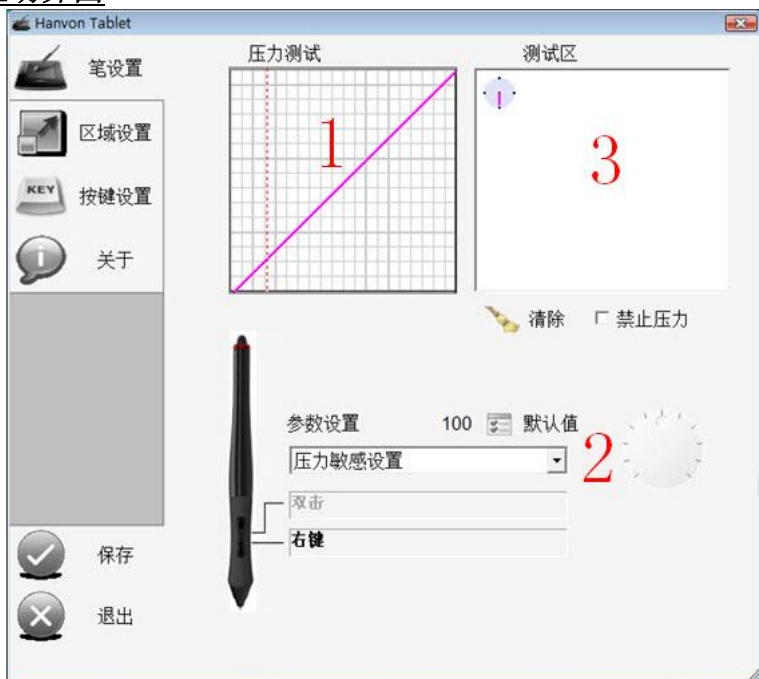 Hanvon Tablet
笔设置
区域设置
KEY
按键设置
关于
压力测试
测试区
1
3
清除
禁止压力
参数设置
100
默认值
压力敏感设置
2
双击
右键
保存
退出